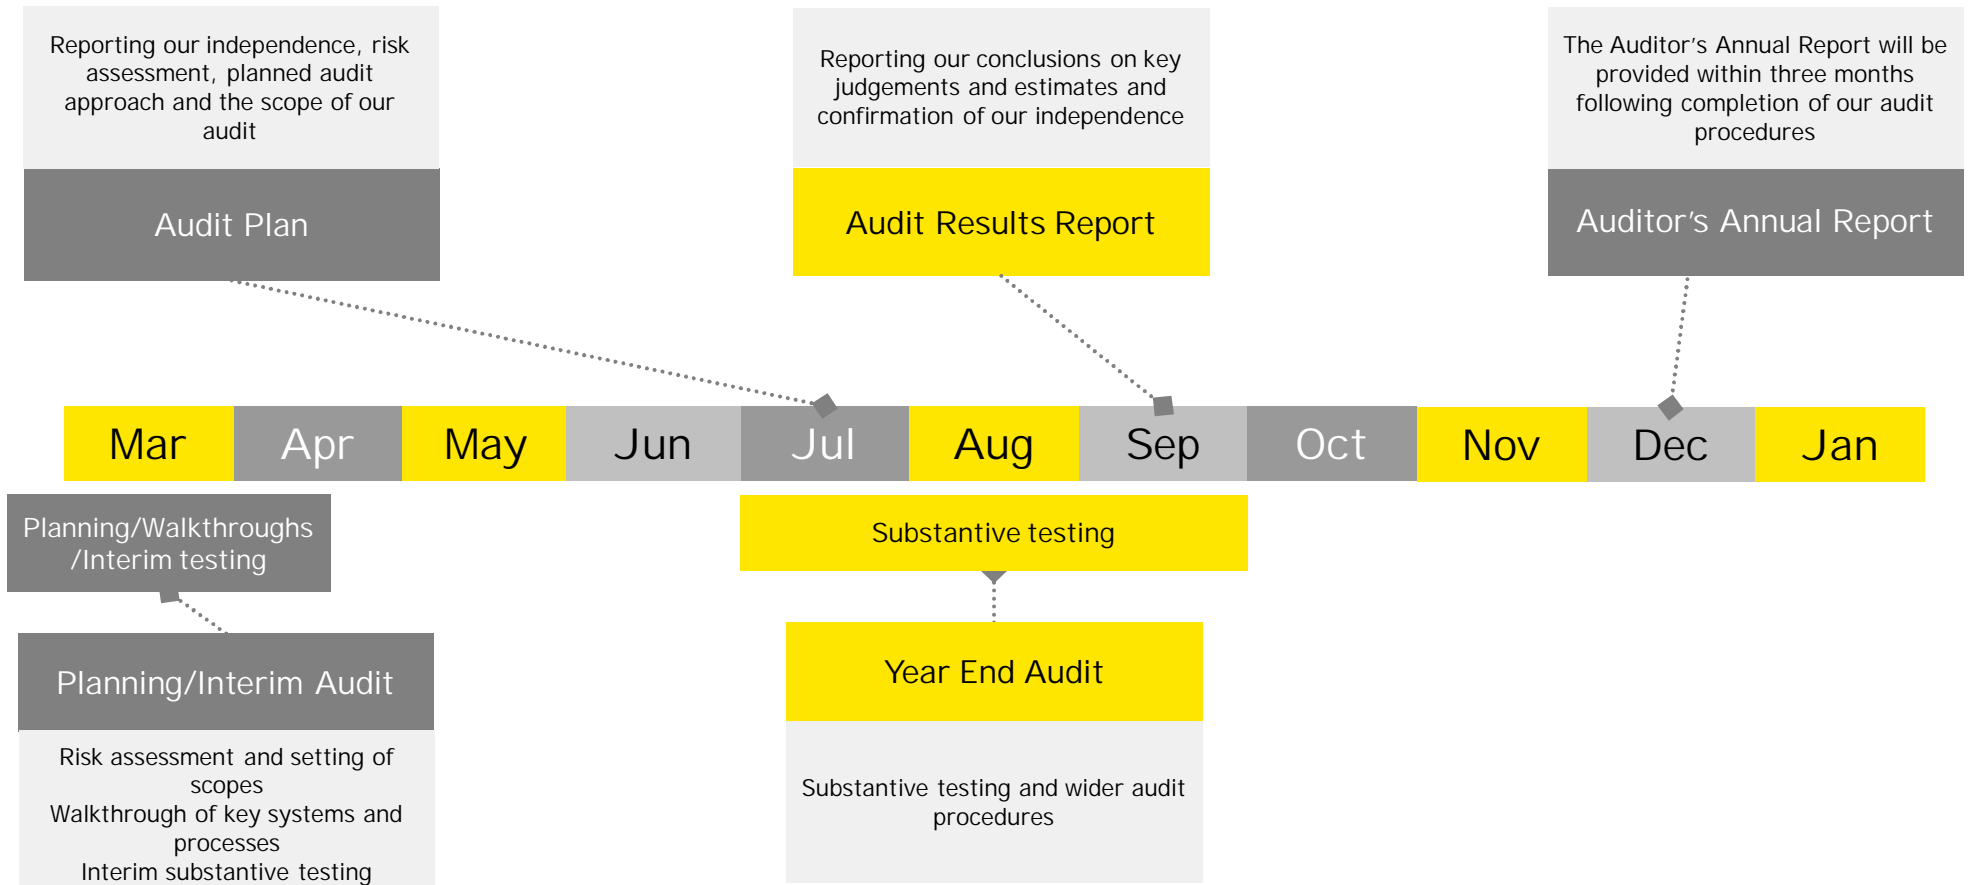 Reporting our independence, risk
assessment, planned audit
approach and the scope of our
audit
Audit Plan
Reporting our conclusions on key
judgements and estimates and
confirmation of our independence
Audit Results Report
The Auditor's Annual Report will be
provided within three months
following completion of our audit
procedures
Auditor's Annual Report
Mar Apr May Jun Jul Aug Sep Oct Nov Dec Jan
Planning/Walkthroughs
/Interim testing
Substantive testing
Planning/Interim Audit
Risk assessment and setting of
scopes
Walkthrough of key systems and
processes
Interim substantive testing
Year End Audit
Substantive testing and wider audit
procedures